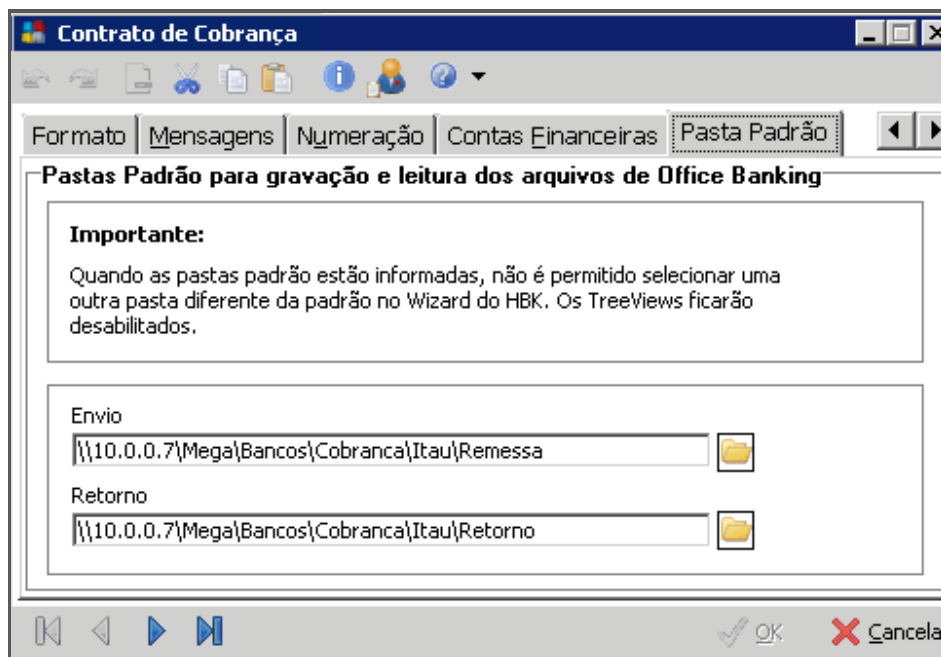 Contrato de Cobrança
Formato Mensagens Numeração Contas Financeiras Pasta Padrão
Pastas Padrão para gravação e leitura dos arquivos de Office Banking
Importante:
Quando as pastas padrão estão informadas, não é permitido selecionar uma
outra pasta diferente da padrão no Wizard do HBK. Os TreeViews ficarão
desabilitados.
Envio
\\10.0.0.7\Mega\Bancos\Cobranca\Itau\Remessa
Retorno
\\10.0.0.7\Mega\Bancos\Cobranca\Itau\Retorno
OK Cancela